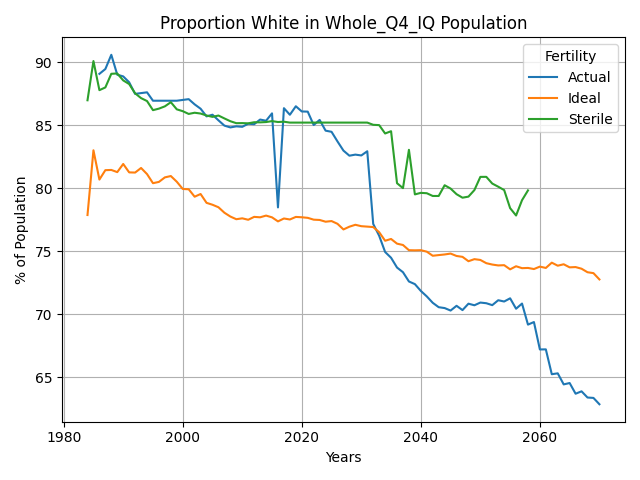 Proportion White in Whole_Q4_IQ Population
Fertility
Actual
Ideal
Sterile
% of Population
90
85
80
75
70
65
1980
2000
2020
2040
2060
Years